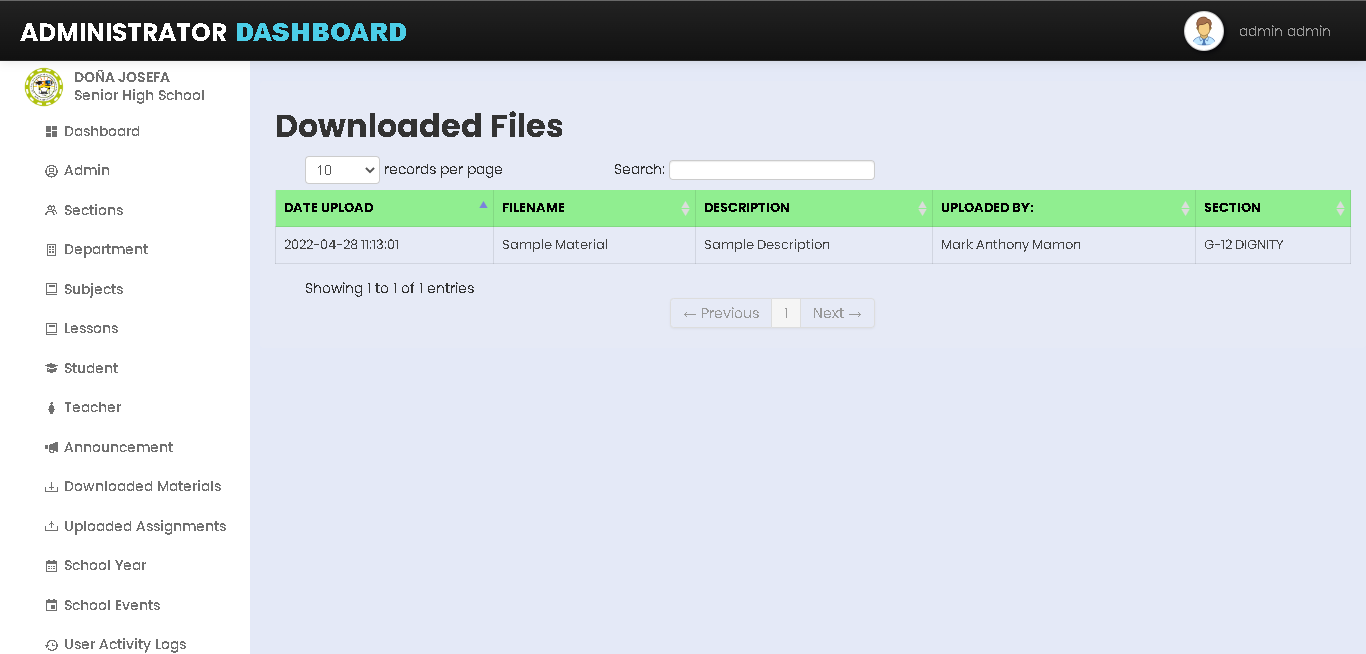 ADMINISTRATOR DASHBOARD
admin admin
DOÑA JOSEFA
Senior High School
Dashboard
Admin
Sections
Department
Subjects
Lessons
Student
Teacher
Announcement
Downloaded Materials
Uploaded Assignments
School Year
School Events
User Activity Logs
Downloaded Files
10 records per page Search:
DATE UPLOAD FILENAME DESCRIPTION UPLOADED BY: SECTION
2022-04-28 11:13:01 Sample Material Sample Description Mark Anthony Mamon G-12 DIGNITY
Showing 1 to 1 of 1 entries
← Previous 1 Next →